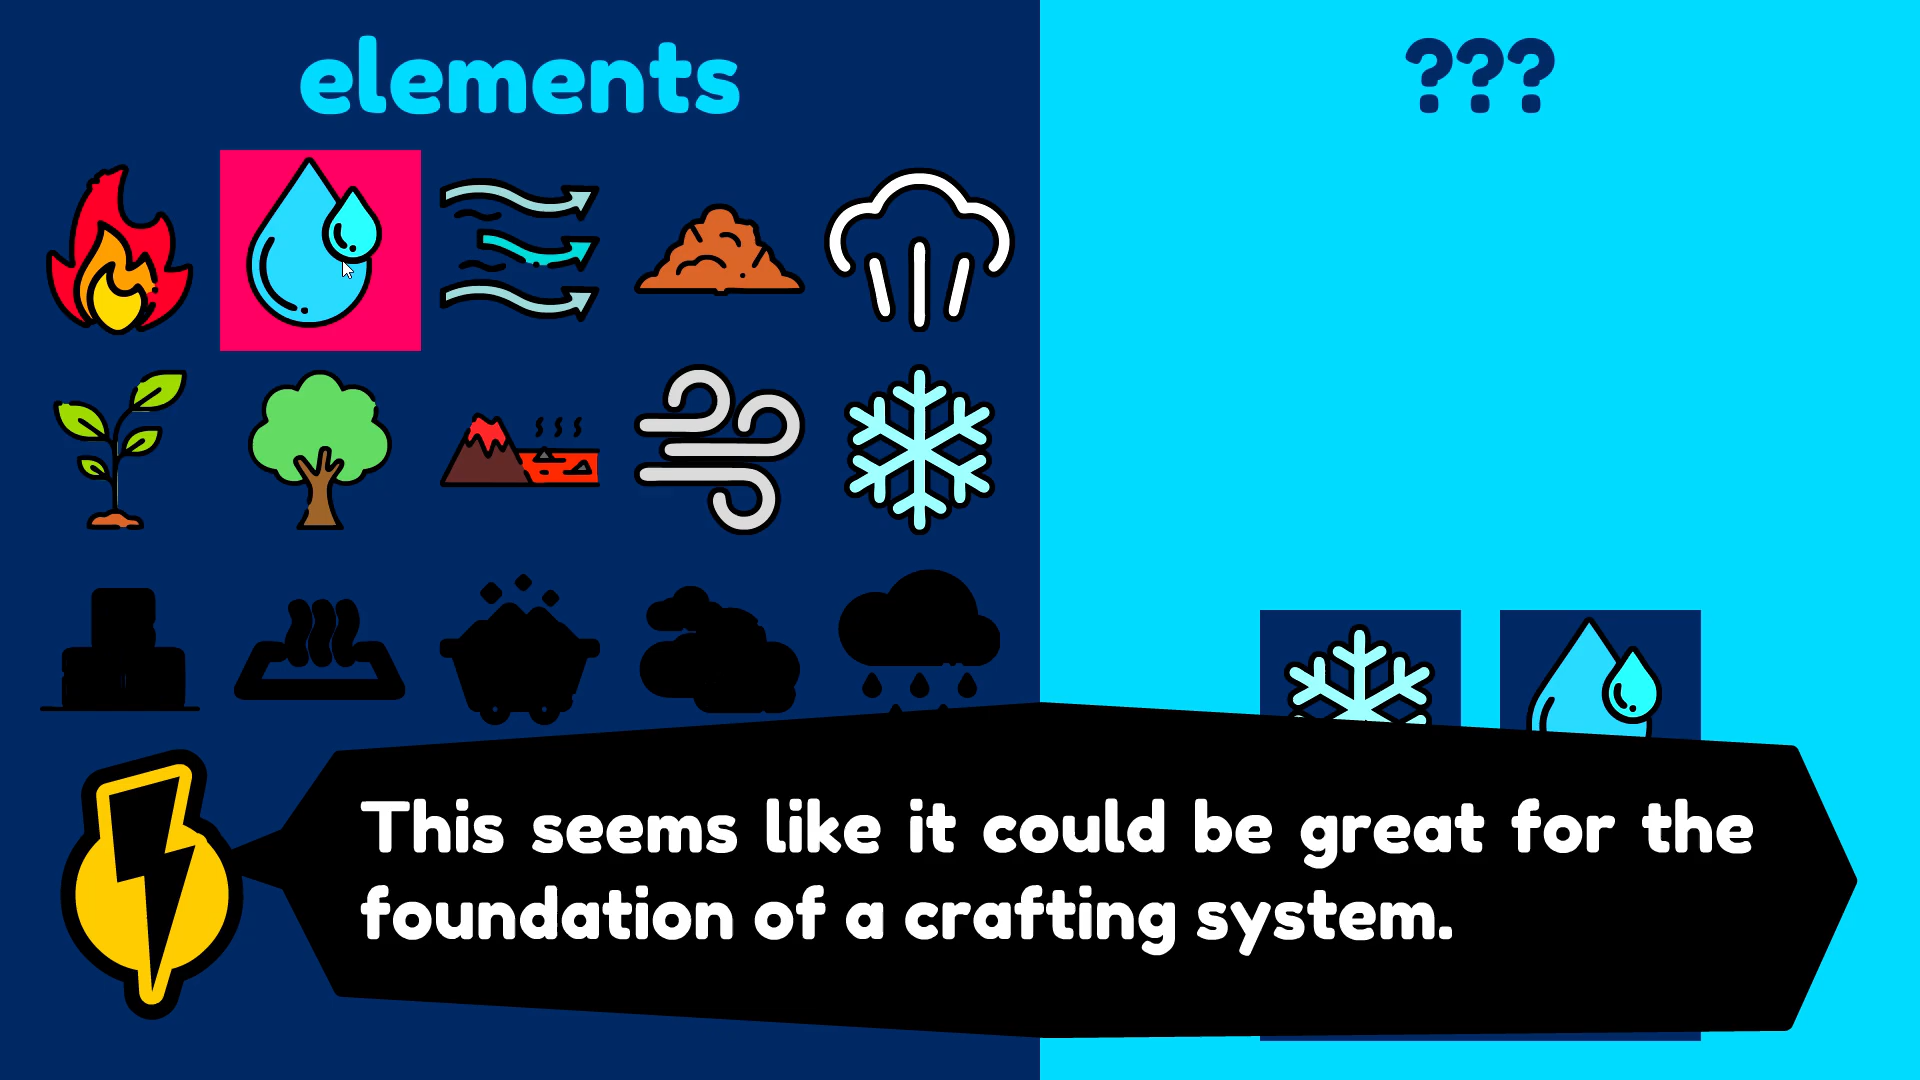 elements
???
This seems like it could be great for the
foundation of a crafting system.